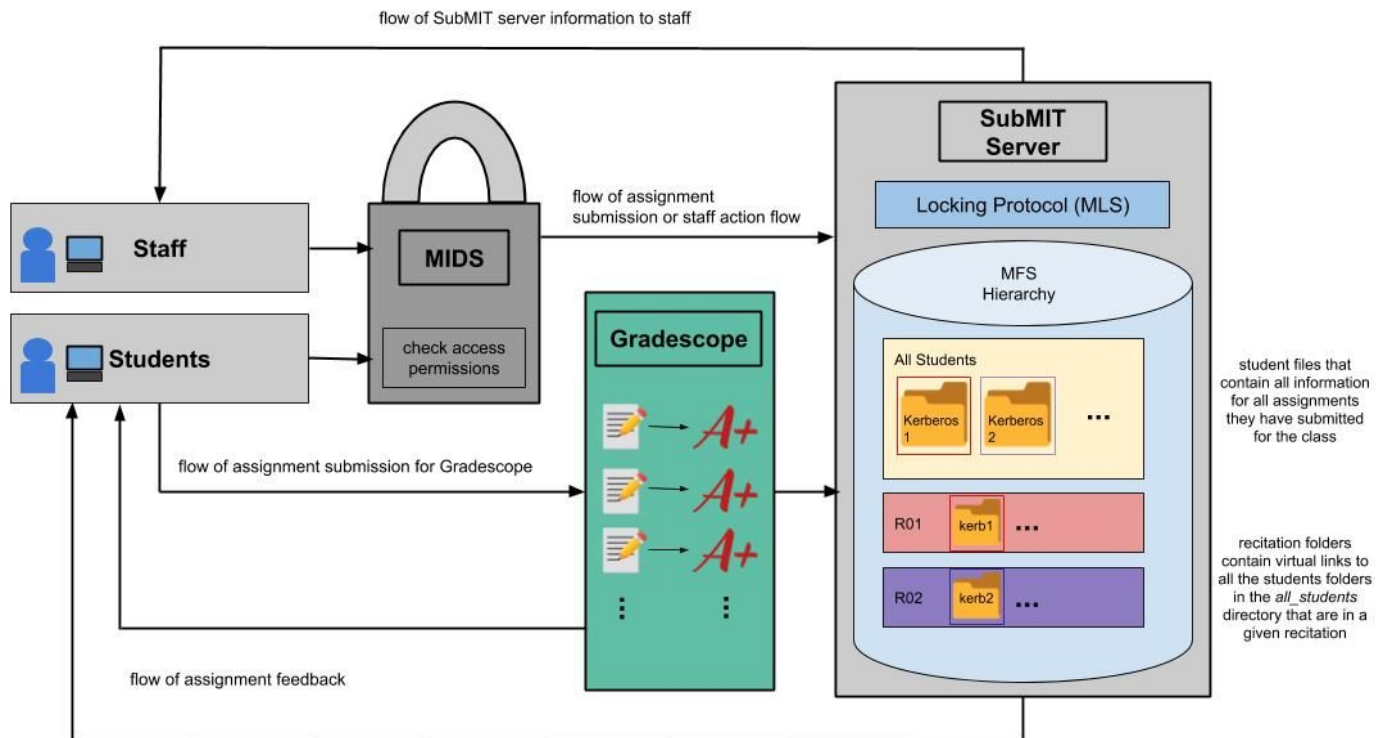 flow of SubMIT server information to staff
SubMIT
Server
Locking Protocol (MLS)
flow of assignment
submission or staff action flow
Staff
MIDS
check access
permissions
Students
MFS
Hierarchy
Gradescope
All Students
Kerberos
1
Kerberos
2
...
student files that
contain all information
for all assignments
they have submitted
for the class
flow of assignment submission for Gradescope
A+
A+
A+
R01
kerb1
...
R02
kerb2
...
recitation folders
contain virtual links to
all the students folders
in the all_students
directory that are in a
given recitation
flow of assignment feedback